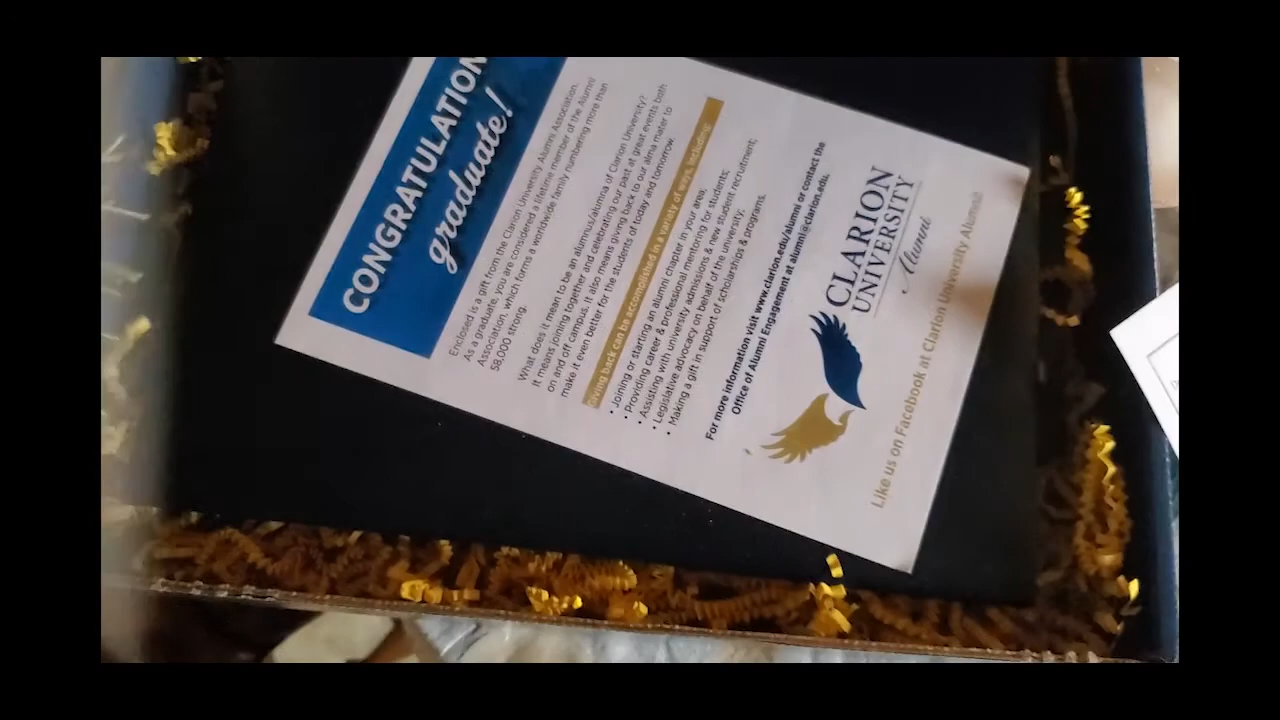 CONGRATULATION
graduate!
Enclosed is a gift from the Clarion University Alumni Association.
As a graduate, you are considered a lifetime member of the Alumni
Association, which forms a worldwide family numbering more than
58,000 strong.
What does it mean to be an alumnus/alumna of Clarion University?
It means joining together and celebrating our past at great events both
on and off campus. It also means giving back to our alma mater to
make it even better for the students of today and tomorrow.
Giving back can be accomplished in a variety of ways, including:
• Joining or starting an alumni chapter in your area;
• Providing career & professional mentoring for students;
• Assisting with university admissions & new student recruitment;
• Legislative advocacy on behalf of the university;
• Making a gift in support of scholarships & programs.
For more information visit www.clarion.edu/alumni or contact the
Office of Alumni Engagement at alumni@clarion.edu.
CLARION
UNIVERSITY
Alumni
Like us on Facebook at Clarion University Alumni!